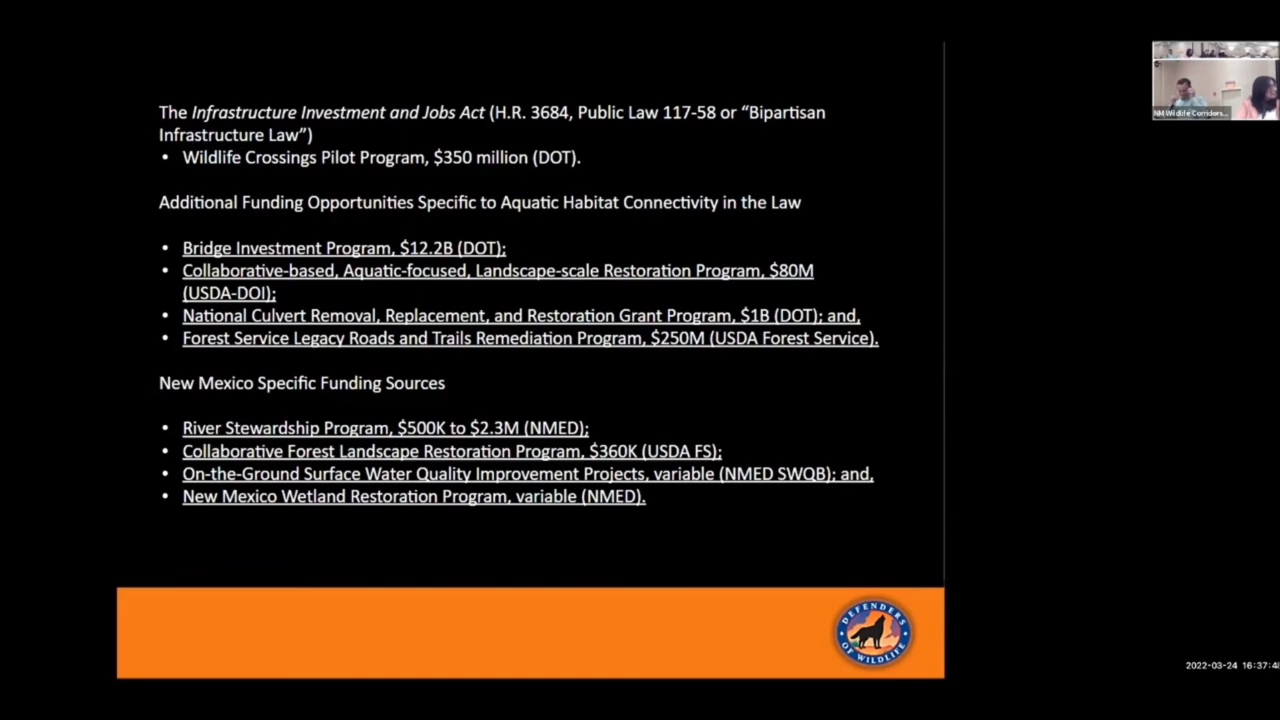 The Infrastructure Investment and Jobs Act (H.R. 3684, Public Law 117-58 or “Bipartisan
Infrastructure Law”)
• Wildlife Crossings Pilot Program, $350 million (DOT).
Additional Funding Opportunities Specific to Aquatic Habitat Connectivity in the Law
• Bridge Investment Program, $12.2B (DOT);
• Collaborative-based, Aquatic-focused, Landscape-scale Restoration Program, $80M
(USDA-DOI);
• National Culvert Removal, Replacement, and Restoration Grant Program, $1B (DOT); and,
• Forest Service Legacy Roads and Trails Remediation Program, $250M (USDA Forest Service).
New Mexico Specific Funding Sources
• River Stewardship Program, $500K to $2.3M (NMED);
• Collaborative Forest Landscape Restoration Program, $360K (USDA FS);
• On-the-Ground Surface Water Quality Improvement Projects, variable (NMED SWQB); and,
• New Mexico Wetland Restoration Program, variable (NMED).
DEFENDERS
OF WILDLIFE
NM Wildlife Corridors...
2022-03-24 16:37:48